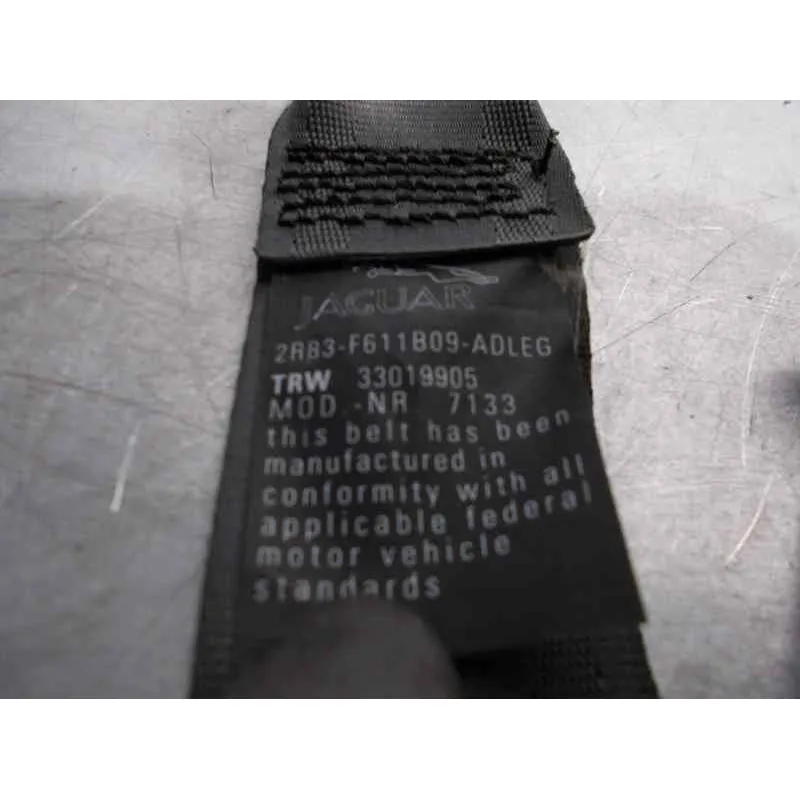 JAGUAR
2R83-F611B09-ADLEG
TRW 33019905
MOD.-NR 7133
this belt has been
manufactured in
conformity with all
applicable federal
motor vehicle
standards